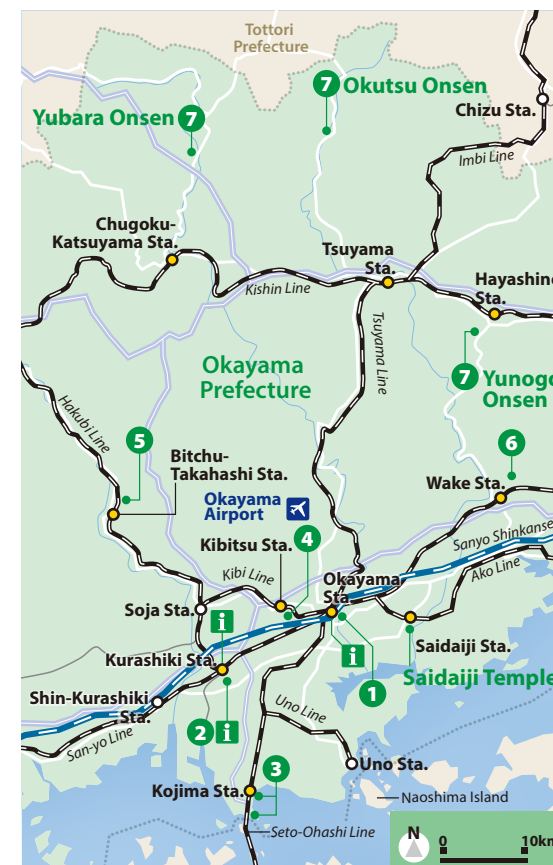 Tottori
Prefecture
7 Okutsu Onsen
Yubara Onsen 7
Chizu Sta.
Imbi Line
Chugoku-
Katsuyama Sta.
Tsuyama
Sta.
Kishin Line
Hayashino
Sta.
Tsuyama Line
Okayama
Prefecture
7 Yunogo
Onsen
Hakubi Line
5
Bitchu-
Takahashi Sta.
6
Wake Sta.
Okayama
Airport
Sanyo Shinkanse
Kibitsu Sta. 4
Kibi Line
Okayama
Sta.
Ako Line
Soja Sta.
i
i
Saidaiji Sta.
Kurashiki Sta.
Saidaiji Temple
1
Shin-Kurashiki
Sta.
Uno Line
2 i
San-yo Line
3
Uno Sta.
Kojima Sta.
Naoshima Island
Seto-Ohashi Line
N
0 10km